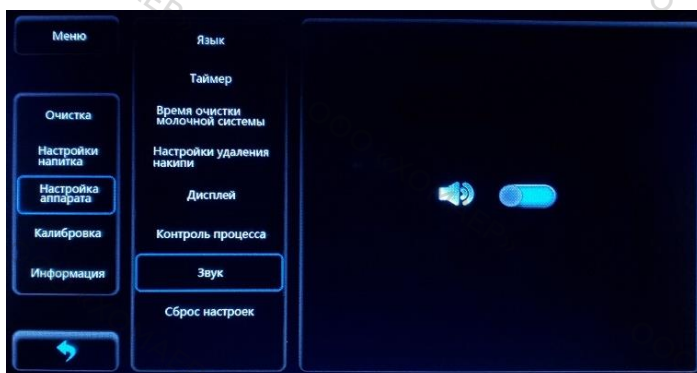 Меню
Очистка
Настройки
напитка
Настройка
аппарата
Калибровка
Информация
Язык
Таймер
Время очистки
молочной системы
Настройки удаления
накипи
Дисплей
Контроль процесса
Звук
Сброс настроек